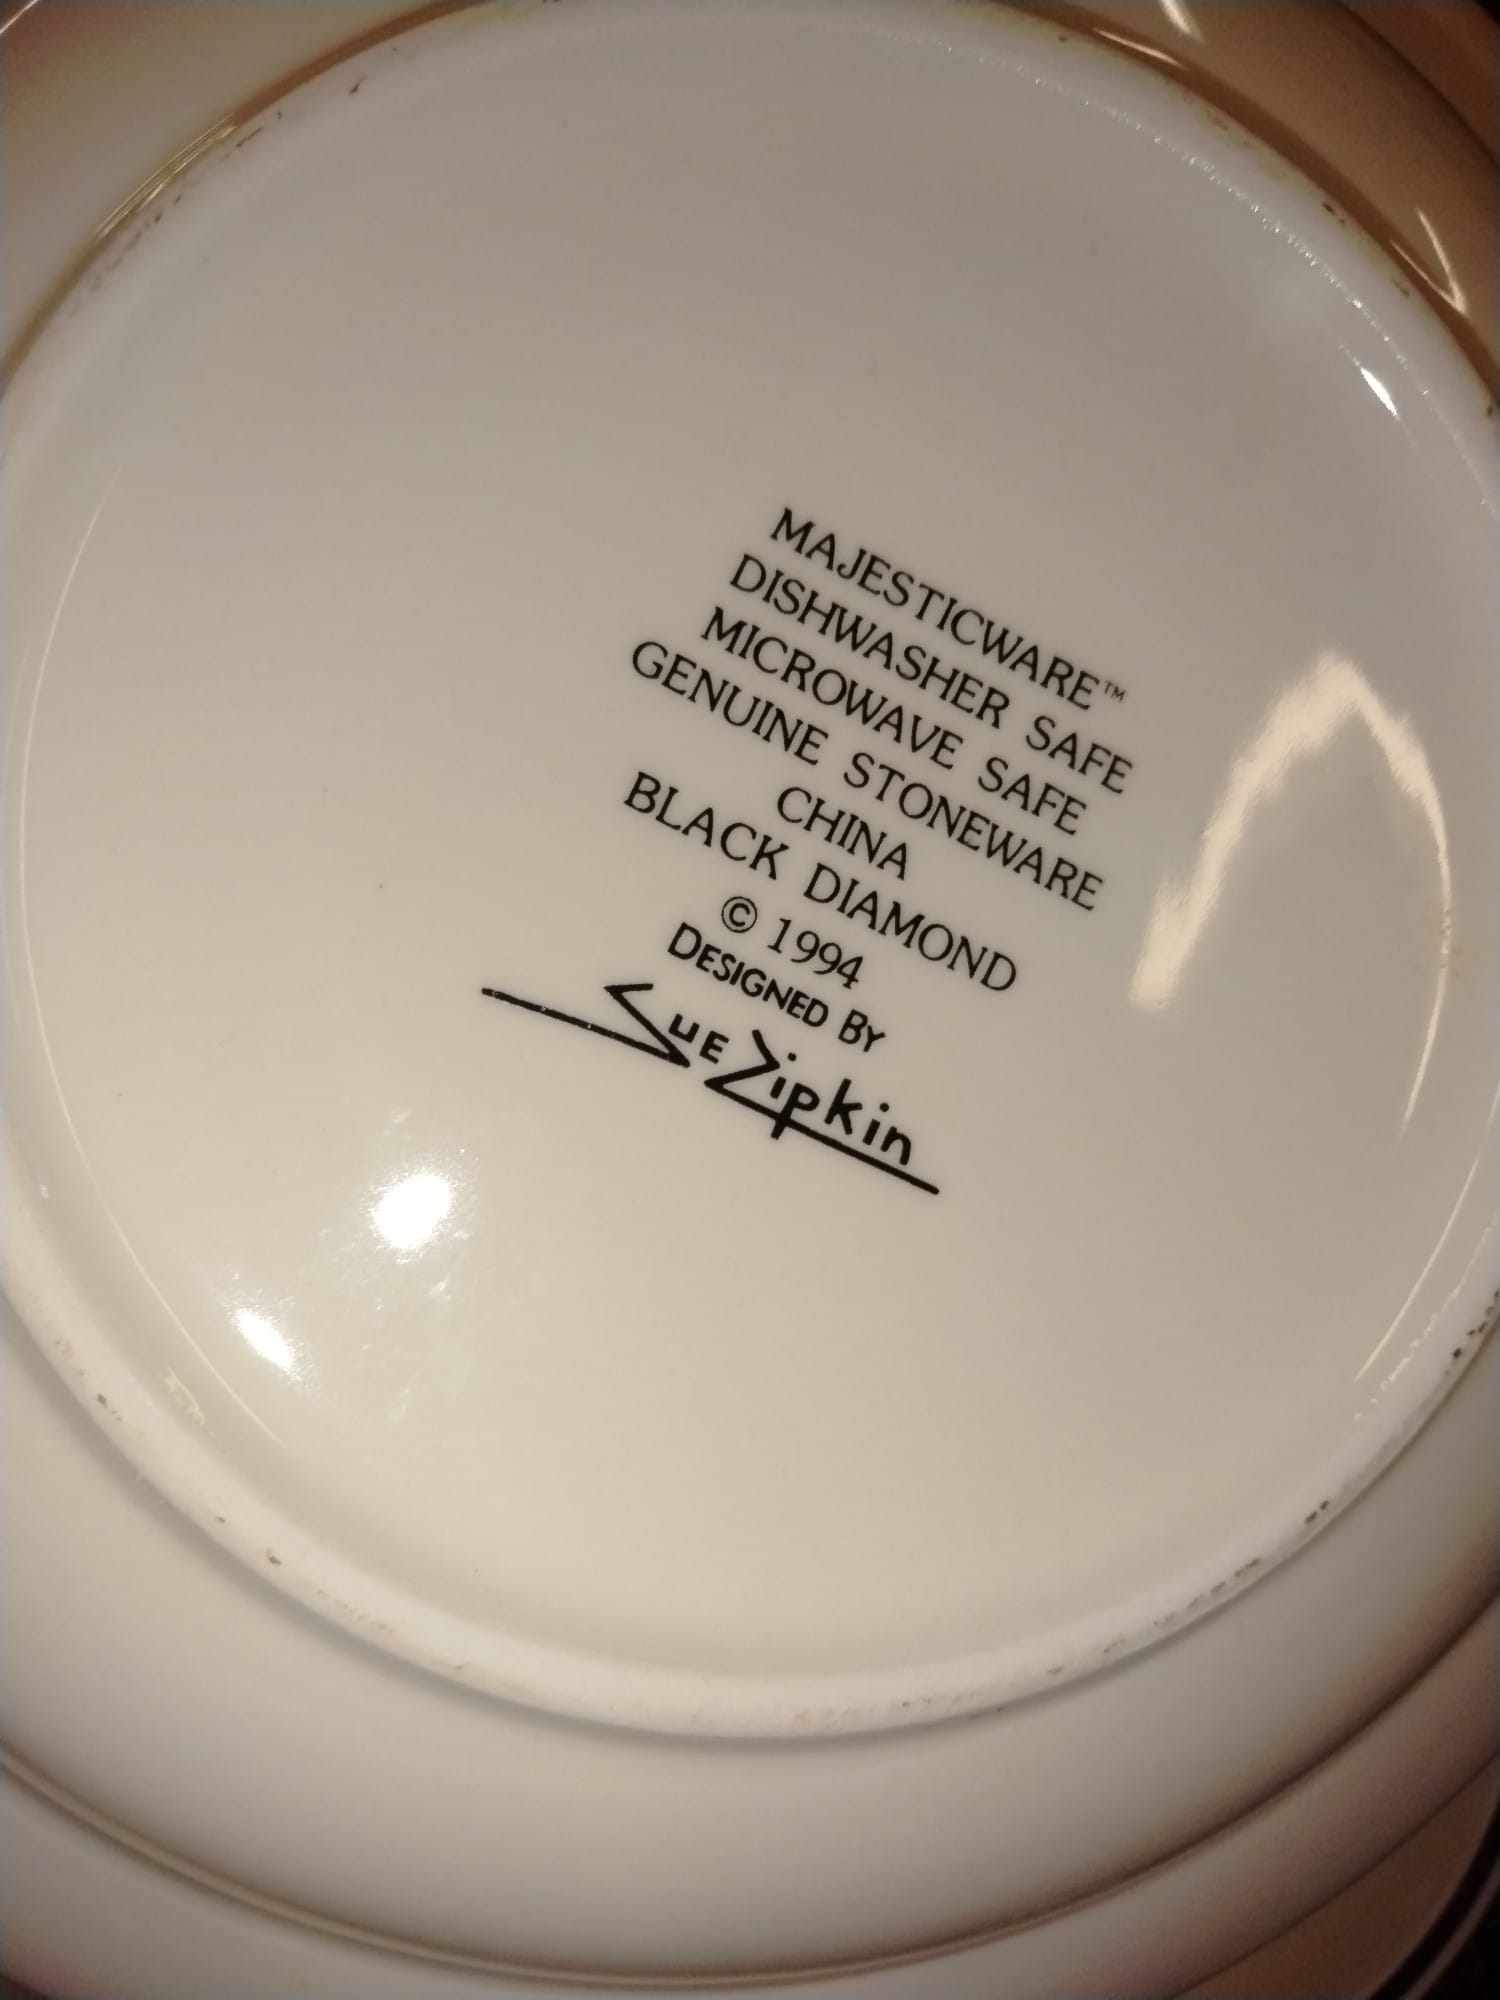 MAJESTICWARE™
DISHWASHER SAFE
MICROWAVE SAFE
GENUINE STONEWARE
CHINA
BLACK DIAMOND
© 1994
DESIGNED BY
Sue Zipkin